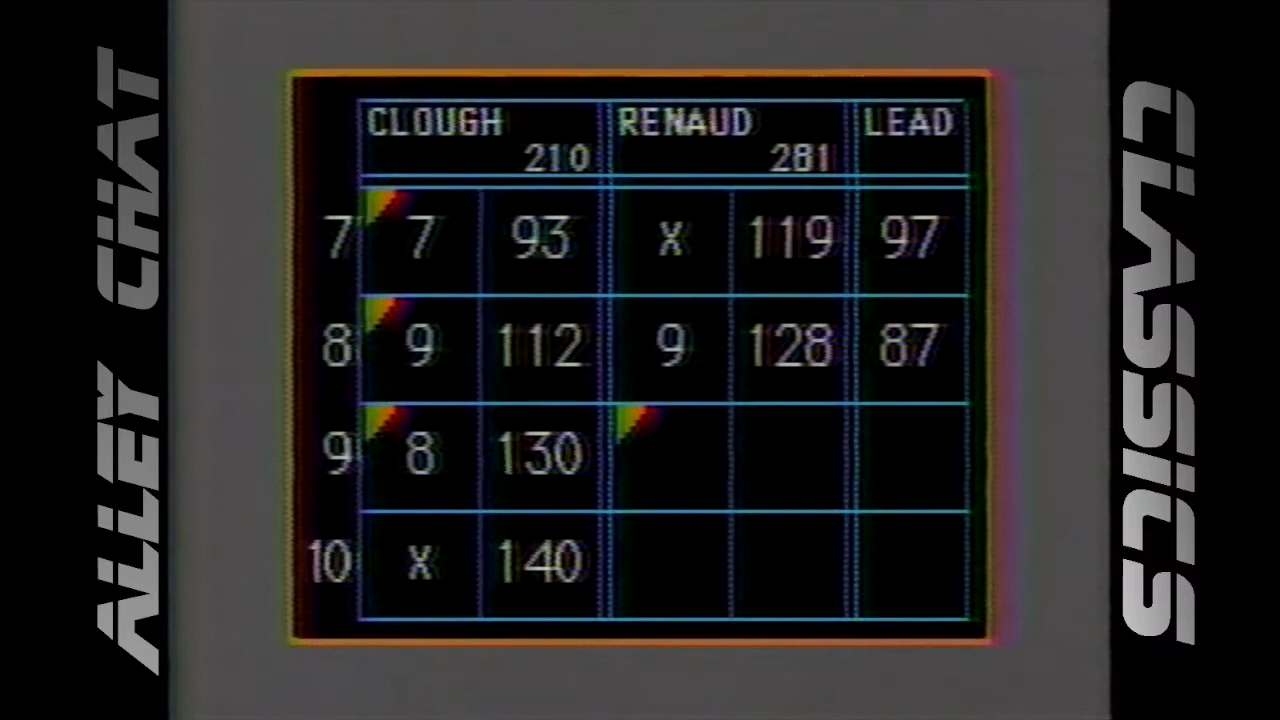 ALLEY CHAT
CLOUGH RENAUD LEAD
210 281
7 7 93 X 119 97
8 9 112 9 128 87
9 8 130
10 X 140
CLASSICS